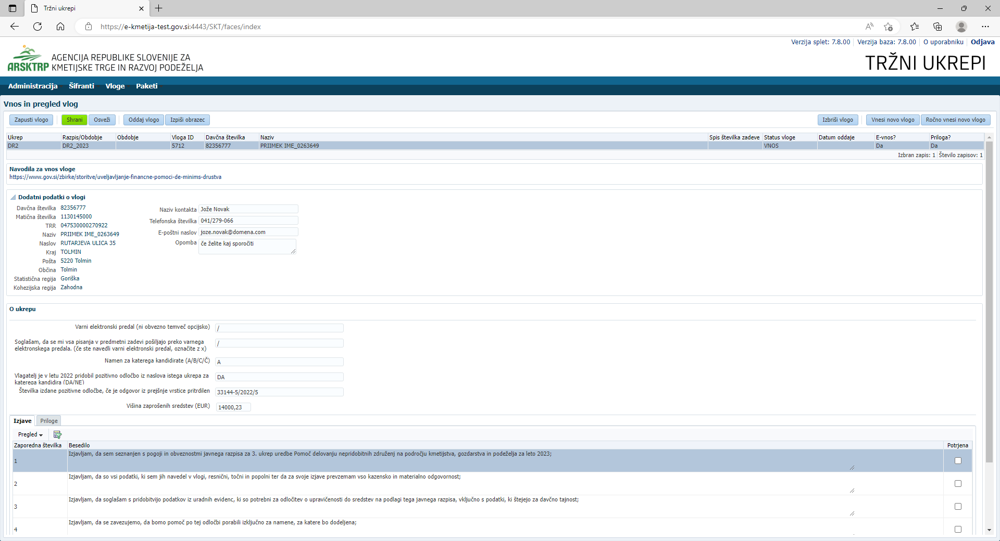 Tržni ukrepi
https://e-kmetija-test.gov.si:4443/SKT/faces/index
Verzija splet: 7.8.00 Verzija baza: 7.8.00 O uporabniku Odjava
ARSKTRP
AGENCIJA REPUBLIKE SLOVENIJE ZA
KMETIJSKE TRGE IN RAZVOJ PODEŽELJA
TRŽNI UKREPI
Administracija Šifranti Vloge Paketi
Vnos in pregled vlog
Zapusti vlogo Shrani Osveži Oddaj vlogo Izpiši obrazec Izbriši vlogo Vnesi novo vlogo Ročno vnesi novo vlogo
Ukrep Razpis/Obdobje Obdobje Vloga ID Davčna številka Naziv Spis številka zadeve Status vloge Datum oddaje E-vnos? Priloga?
DR2 DR2_2023 5712 82356777 PRIIMEK IME_0263649 VNOS Da Da
Izbran zapis: 1 Število zapisov: 1
Navodila za vnos vloge
https://www.gov.si/zbirke/storitve/uveljavljanje-financne-pomoci-de-minims-drustva
Dodatni podatki o vlogi
Davčna številka 82356777
Matična številka 1130145000
TRR 047530000270922
Naziv PRIIMEK IME_0263649
Naslov RUTARJEVA ULICA 35
Kraj TOLMIN
Pošta 5220 Tolmin
Občina Tolmin
Statistična regija Goriška
Kohezijska regija Zahodna
Naziv kontakta Jože Novak
Telefonska številka 041/279-066
E-poštni naslov joze.novak@domena.com
Opomba če želite kaj sporočiti
O ukrepu
Varni elektronski predal (ni obvezno temveč opcijsko) /
Soglašam, da se mi vsa pisanja v predmetni zadevi pošiljajo preko varnega
elektronskega predala. (če ste navedli varni elektronski predal, označite z x) /
Namen za katerega kandidirate (A/B/C/Č) A
Vlagatelj je v letu 2022 pridobil pozitivno odločbo iz naslova istega ukrepa za
katerega kandidira (DA/NE) DA
Številka izdane pozitivne odločbe, če je odgovor iz prejšnje vrstice pritrdilen 33144-5/2022/5
Višina zaprošenih sredstev (EUR) 14000,23
Izjave Priloge
Pregled
Zaporedna številka Besedilo Potrjena
1 Izjavljam, da sem seznanjen s pogoji in obveznostmi javnega razpisa za 3. ukrep uredbe Pomoč delovanju nepridobitnih združenj na področju kmetijstva, gozdarstva in podeželja za leto 2023;
2 Izjavljam, da so vsi podatki, ki sem jih navedel v vlogi, resnični, točni in popolni ter da za svoje izjave prevzemam vso kazensko in materialno odgovornost;
3 Izjavljam, da soglašam s pridobitvijo podatkov iz uradnih evidenc, ki so potrebni za odločitev o upravičenosti do sredstev na podlagi tega javnega razpisa, vključno s podatki, ki štejejo za davčno tajnost;
4 Izjavljam, da se zavezujemo, da bomo pomoč po tej odločbi porabili izključno za namene, za katere bo dodeljena;